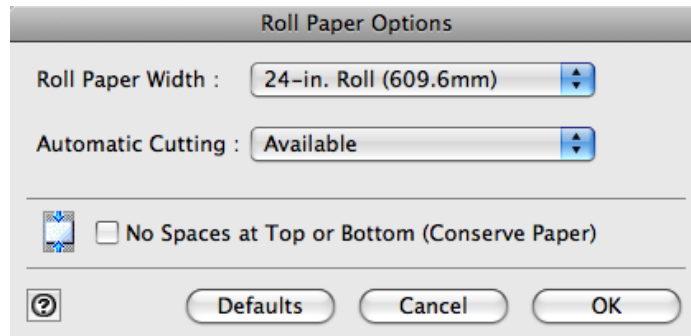 Roll Paper Options
Roll Paper Width : 24-in. Roll (609.6mm)
Automatic Cutting : Available
No Spaces at Top or Bottom (Conserve Paper)
? Defaults Cancel OK